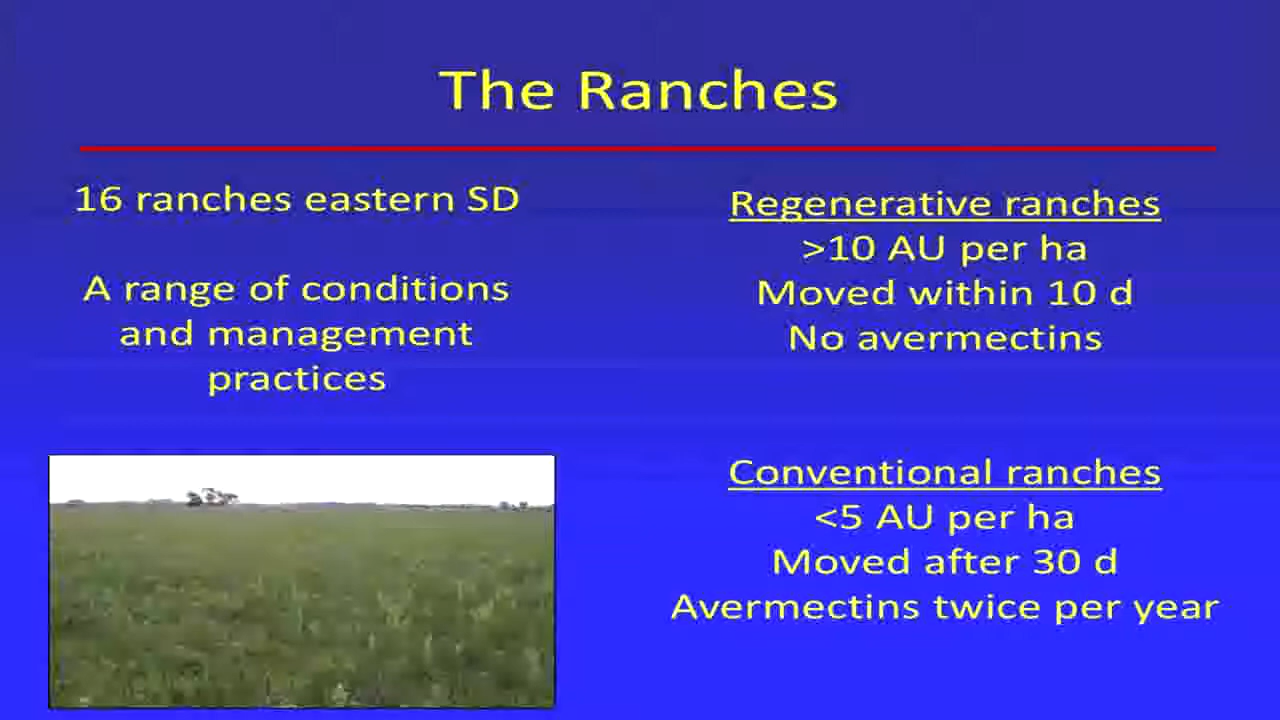 The Ranches
16 ranches eastern SD
A range of conditions
and management
practices
Regenerative ranches
>10 AU per ha
Moved within 10 d
No avermectins
Conventional ranches
<5 AU per ha
Moved after 30 d
Avermectins twice per year